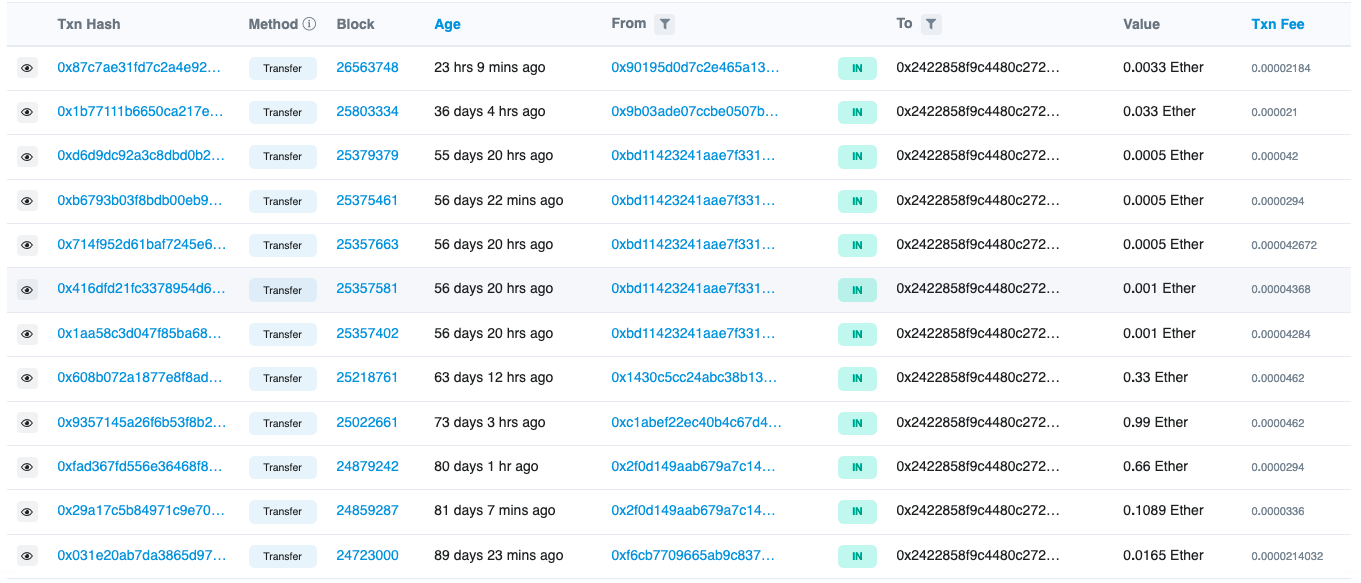 Txn Hash Method Block Age From To Value Txn Fee
0x87c7ae31fd7c2a4e92... Transfer 26563748 23 hrs 9 mins ago 0x90195d0d7c2e465a13... IN 0x2422858f9c4480c272... 0.0033 Ether 0.00002184
0x1b77111b6650ca217e... Transfer 25803334 36 days 4 hrs ago 0x9b03ade07ccbe0507b... IN 0x2422858f9c4480c272... 0.033 Ether 0.000021
0xd6d9dc92a3c8dbd0b2... Transfer 25379379 55 days 20 hrs ago 0xbd11423241aae7f331... IN 0x2422858f9c4480c272... 0.0005 Ether 0.000042
0xb6793b03f8bdb00eb9... Transfer 25375461 56 days 22 mins ago 0xbd11423241aae7f331... IN 0x2422858f9c4480c272... 0.0005 Ether 0.0000294
0x714f952d61baf7245e6... Transfer 25357663 56 days 20 hrs ago 0xbd11423241aae7f331... IN 0x2422858f9c4480c272... 0.0005 Ether 0.000042672
0x416dfd21fc3378954d6... Transfer 25357581 56 days 20 hrs ago 0xbd11423241aae7f331... IN 0x2422858f9c4480c272... 0.001 Ether 0.00004368
0x1aa58c3d047f85ba68... Transfer 25357402 56 days 20 hrs ago 0xbd11423241aae7f331... IN 0x2422858f9c4480c272... 0.001 Ether 0.00004284
0x608b072a1877e8f8ad... Transfer 25218761 63 days 12 hrs ago 0x1430c5cc24abc38b13... IN 0x2422858f9c4480c272... 0.33 Ether 0.0000462
0x9357145a26f6b53f8b2... Transfer 25022661 73 days 3 hrs ago 0xc1abef22ec40b4c67d4... IN 0x2422858f9c4480c272... 0.99 Ether 0.0000462
0xfad367fd556e36468f8... Transfer 24879242 80 days 1 hr ago 0x2f0d149aab679a7c14... IN 0x2422858f9c4480c272... 0.66 Ether 0.0000294
0x29a17c5b84971c9e70... Transfer 24859287 81 days 7 mins ago 0x2f0d149aab679a7c14... IN 0x2422858f9c4480c272... 0.1089 Ether 0.0000336
0x031e20ab7da3865d97... Transfer 24723000 89 days 23 mins ago 0xf6cb7709665ab9c837... IN 0x2422858f9c4480c272... 0.0165 Ether 0.0000214032